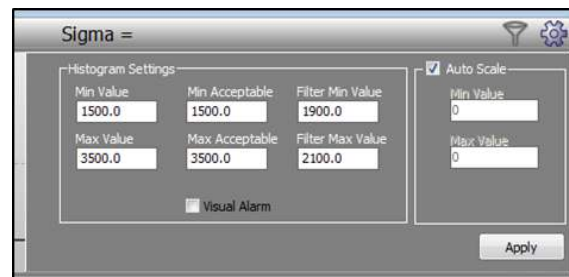 Sigma =
Histogram Settings
Min Value Min Acceptable Filter Min Value
1500.0 1500.0 1900.0
Max Value Max Acceptable Filter Max Value
3500.0 3500.0 2100.0
Visual Alarm
Auto Scale
Min Value
0
Max Value
0
Apply